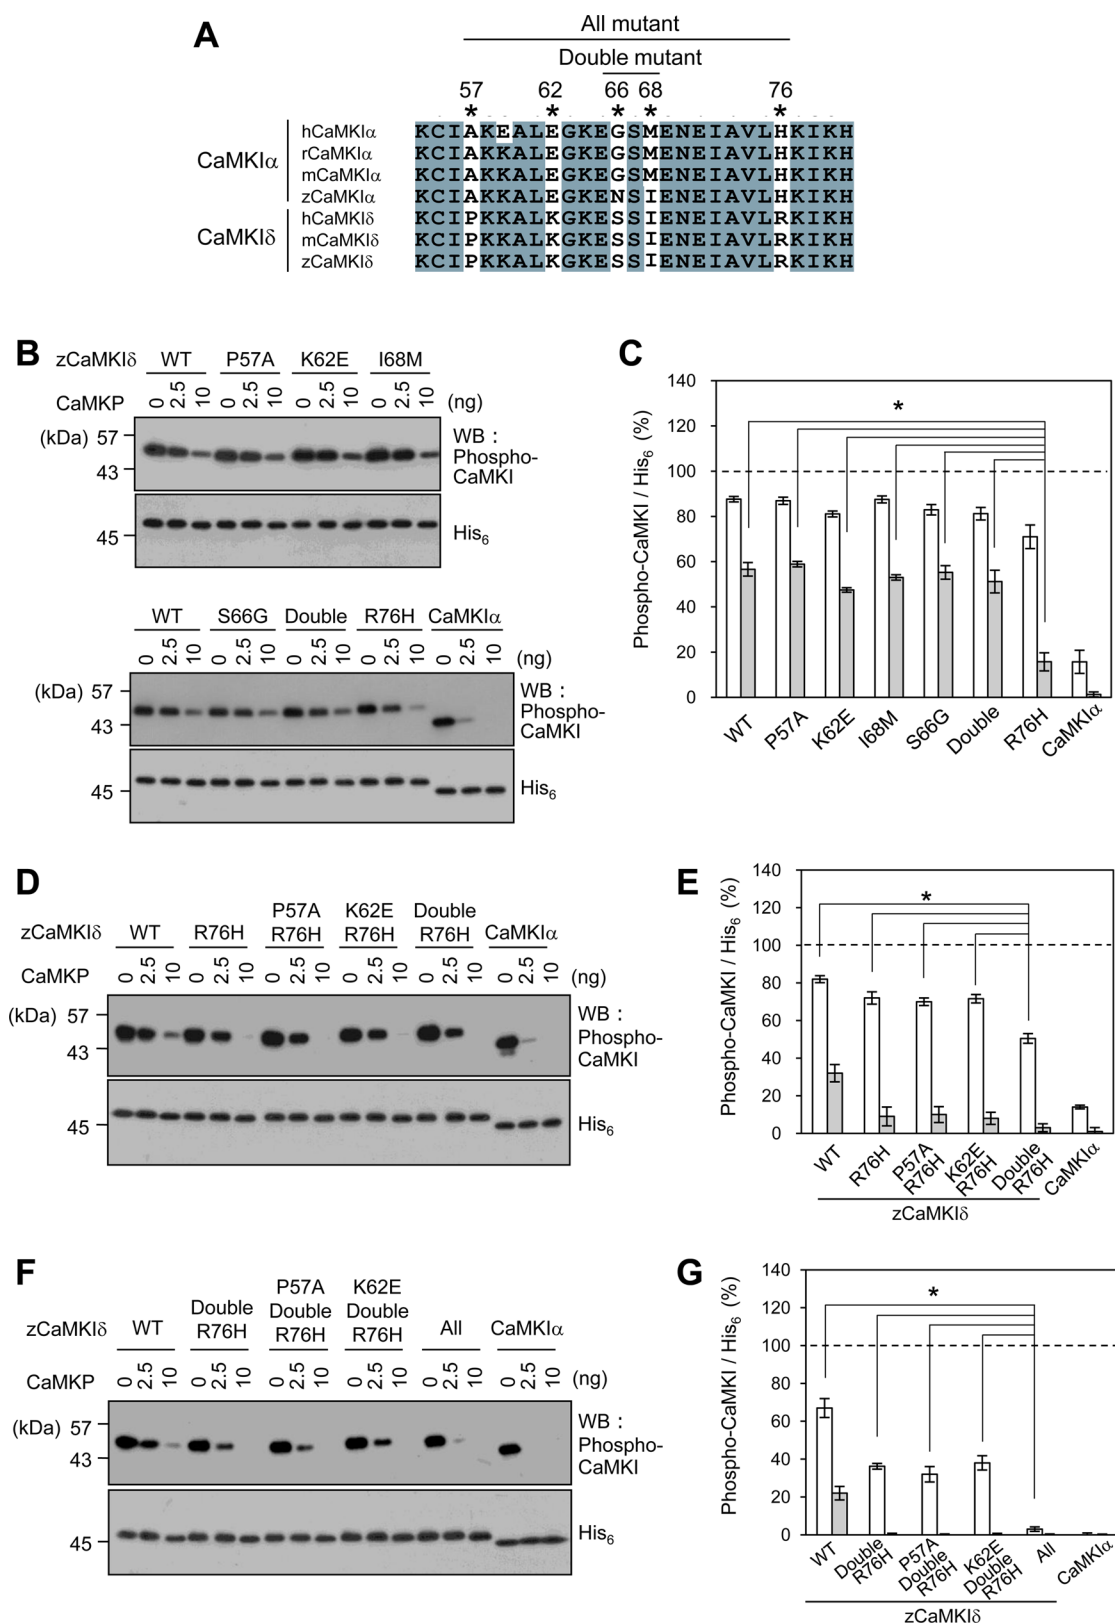 A
All mutant
Double mutant
57 62 66 68 76
* * * * *
CaMKIα
hCaMKIα KCIAKEALEGKEGSMENEIAVLHKIKH
rCaMKIα KCIAKKALEGKEGSMENEIAVLHKIKH
mCaMKIα KCIAKKALEGKEGSMENEIAVLHKIKH
zCaMKIα KCIAKKALEGKENSIENEIAVLHKIKH
CaMKIδ
hCaMKIδ KCIPKKALKGKESSIENEIAVLRKIKH
mCaMKIδ KCIPKKALKGKESSIENEIAVLRKIKH
zCaMKIδ KCIPKKALKGKESSIENEIAVLRKIKH
B
zCaMKIδ WT P57A K62E I68M
CaMKP 0 2.5 10 0 2.5 10 0 2.5 10 0 2.5 10 (ng)
(kDa) 57
43
WB :
Phospho-
CaMKI
45
His6
WT S66G Double R76H CaMKIα
0 2.5 10 0 2.5 10 0 2.5 10 0 2.5 10 0 2.5 10 (ng)
(kDa) 57
43
WB :
Phospho-
CaMKI
45
His6
C
Phospho-CaMKI / His6 (%)
140
120
100
80
60
40
20
0
*
WT P57A K62E I68M S66G Double R76H CaMKIα
D
zCaMKIδ WT R76H P57A R76H K62E R76H Double R76H CaMKIα
CaMKP 0 2.5 10 0 2.5 10 0 2.5 10 0 2.5 10 0 2.5 10 0 2.5 10 (ng)
(kDa) 57
43
WB :
Phospho-
CaMKI
45
His6
E
Phospho-CaMKI / His6 (%)
140
120
100
80
60
40
20
0
*
WT R76H P57A R76H K62E R76H Double R76H CaMKIα
zCaMKIδ
F
zCaMKIδ WT Double R76H P57A Double R76H K62E Double R76H All CaMKIα
CaMKP 0 2.5 10 0 2.5 10 0 2.5 10 0 2.5 10 0 2.5 10 0 2.5 10 (ng)
(kDa) 57
43
WB :
Phospho-
CaMKI
45
His6
G
Phospho-CaMKI / His6 (%)
140
120
100
80
60
40
20
0
*
WT Double R76H P57A Double R76H K62E Double R76H All CaMKIα
zCaMKIδ